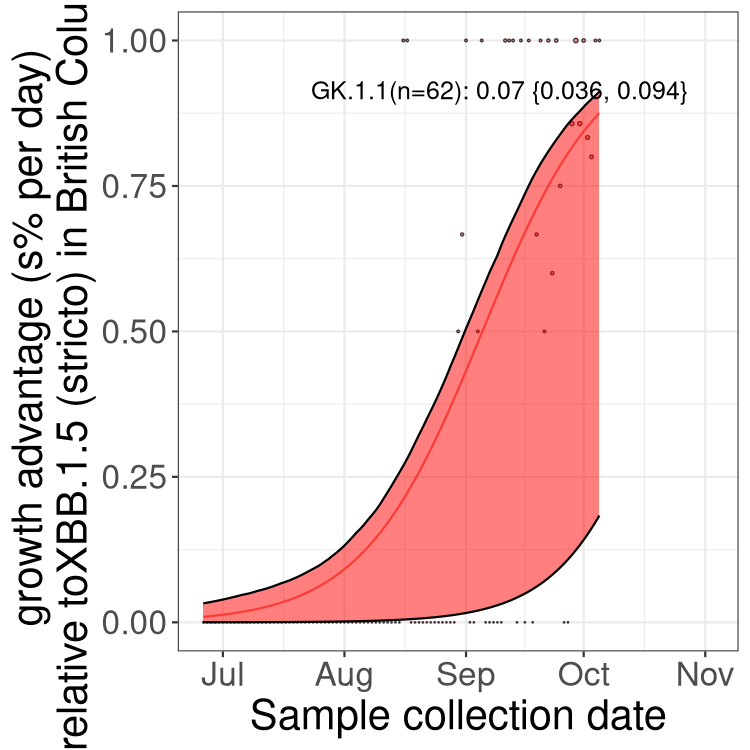 growth advantage (s% per day)
relative toXBB.1.5 (stricto) in British Colu
1.00
0.75
0.50
0.25
0.00
GK.1.1(n=62): 0.07 {0.036, 0.094}
Jul Aug Sep Oct Nov
Sample collection date